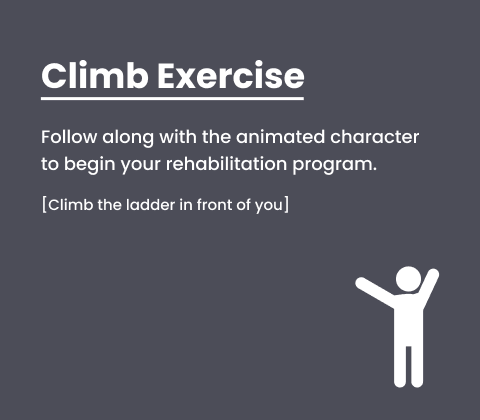 Climb Exercise
Follow along with the animated character
to begin your rehabilitation program.
[Climb the ladder in front of you]